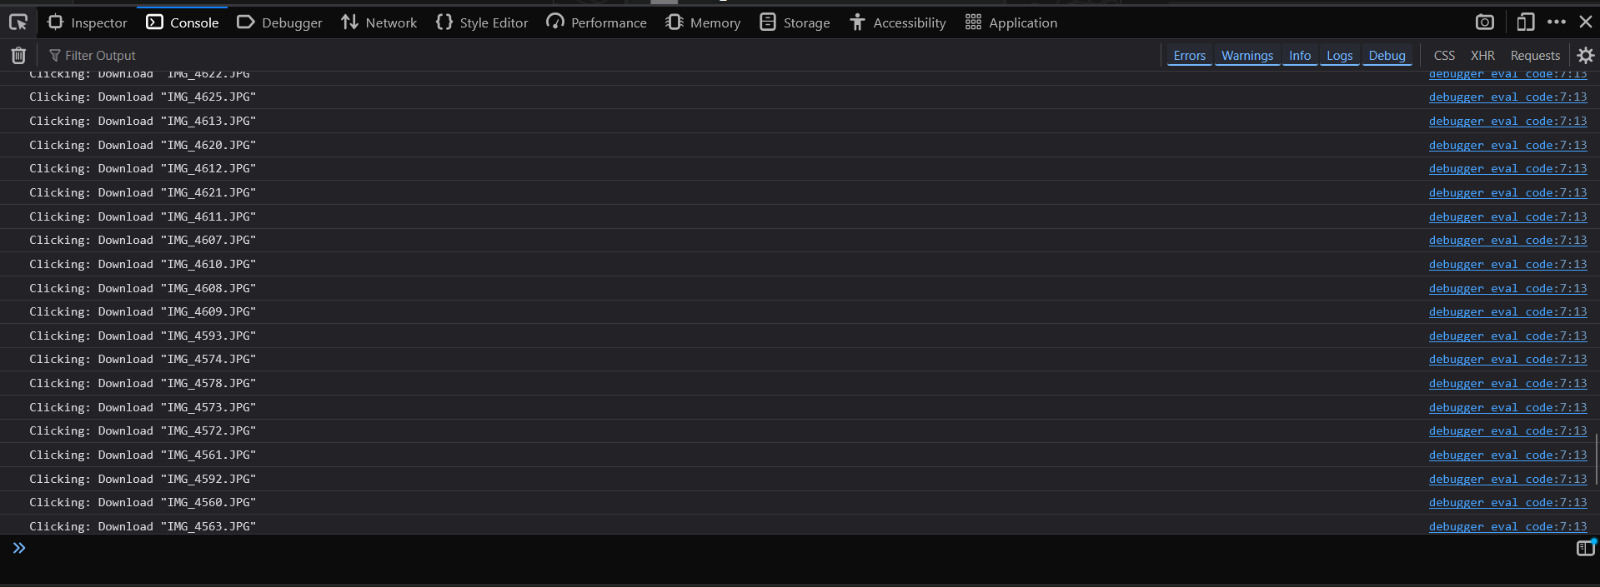 Inspector Console Debugger Network Style Editor Performance Memory Storage Accessibility Application
Filter Output Errors Warnings Info Logs Debug CSS XHR Requests
Clicking: Download "IMG_4622.JPG" debugger eval code:7:13
Clicking: Download "IMG_4625.JPG" debugger eval code:7:13
Clicking: Download "IMG_4613.JPG" debugger eval code:7:13
Clicking: Download "IMG_4620.JPG" debugger eval code:7:13
Clicking: Download "IMG_4612.JPG" debugger eval code:7:13
Clicking: Download "IMG_4621.JPG" debugger eval code:7:13
Clicking: Download "IMG_4611.JPG" debugger eval code:7:13
Clicking: Download "IMG_4607.JPG" debugger eval code:7:13
Clicking: Download "IMG_4610.JPG" debugger eval code:7:13
Clicking: Download "IMG_4608.JPG" debugger eval code:7:13
Clicking: Download "IMG_4609.JPG" debugger eval code:7:13
Clicking: Download "IMG_4593.JPG" debugger eval code:7:13
Clicking: Download "IMG_4574.JPG" debugger eval code:7:13
Clicking: Download "IMG_4578.JPG" debugger eval code:7:13
Clicking: Download "IMG_4573.JPG" debugger eval code:7:13
Clicking: Download "IMG_4572.JPG" debugger eval code:7:13
Clicking: Download "IMG_4561.JPG" debugger eval code:7:13
Clicking: Download "IMG_4592.JPG" debugger eval code:7:13
Clicking: Download "IMG_4560.JPG" debugger eval code:7:13
Clicking: Download "IMG_4563.JPG" debugger eval code:7:13